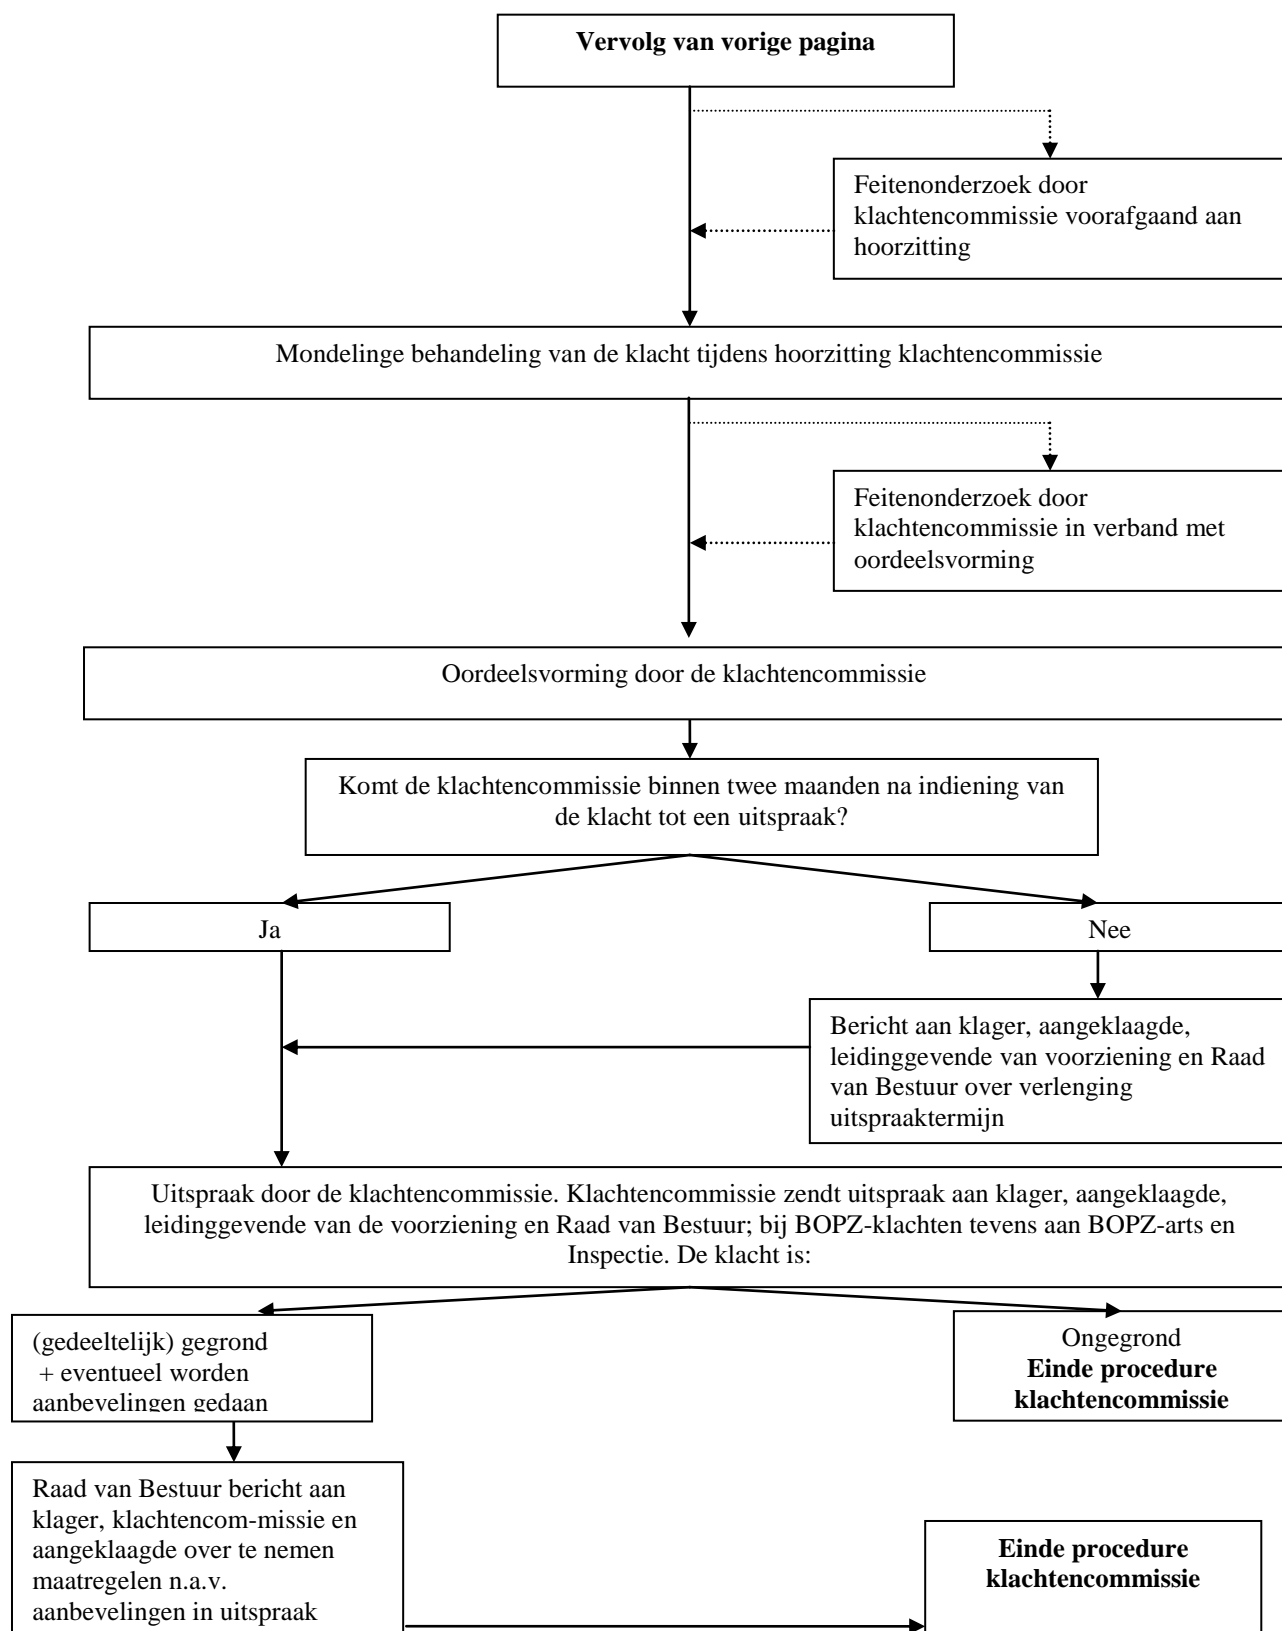 Vervolg van vorige pagina
Feitenonderzoek door
klachtencommissie voorafgaand aan
hoorzitting
Mondelinge behandeling van de klacht tijdens hoorzitting klachtencommissie
Feitenonderzoek door
klachtencommissie in verband met
oordeelsvorming
Oordeelsvorming door de klachtencommissie
Komt de klachtencommissie binnen twee maanden na indiening van
de klacht tot een uitspraak?
Ja
Nee
Bericht aan klager, aangeklaagde,
leidinggevende van voorziening en Raad
van Bestuur over verlenging
uitspraaktermijn
Uitspraak door de klachtencommissie. Klachtencommissie zendt uitspraak aan klager, aangeklaagde,
leidinggevende van de voorziening en Raad van Bestuur; bij BOPZ-klachten tevens aan BOPZ-arts en
Inspectie. De klacht is:
(gedeeltelijk) gegrond
+ eventueel worden
aanbevelingen gedaan
Ongegrond
Einde procedure
klachtencommissie
Raad van Bestuur bericht aan
klager, klachtencom-missie en
aangeklaagde over te nemen
maatregelen n.a.v.
aanbevelingen in uitspraak
Einde procedure
klachtencommissie